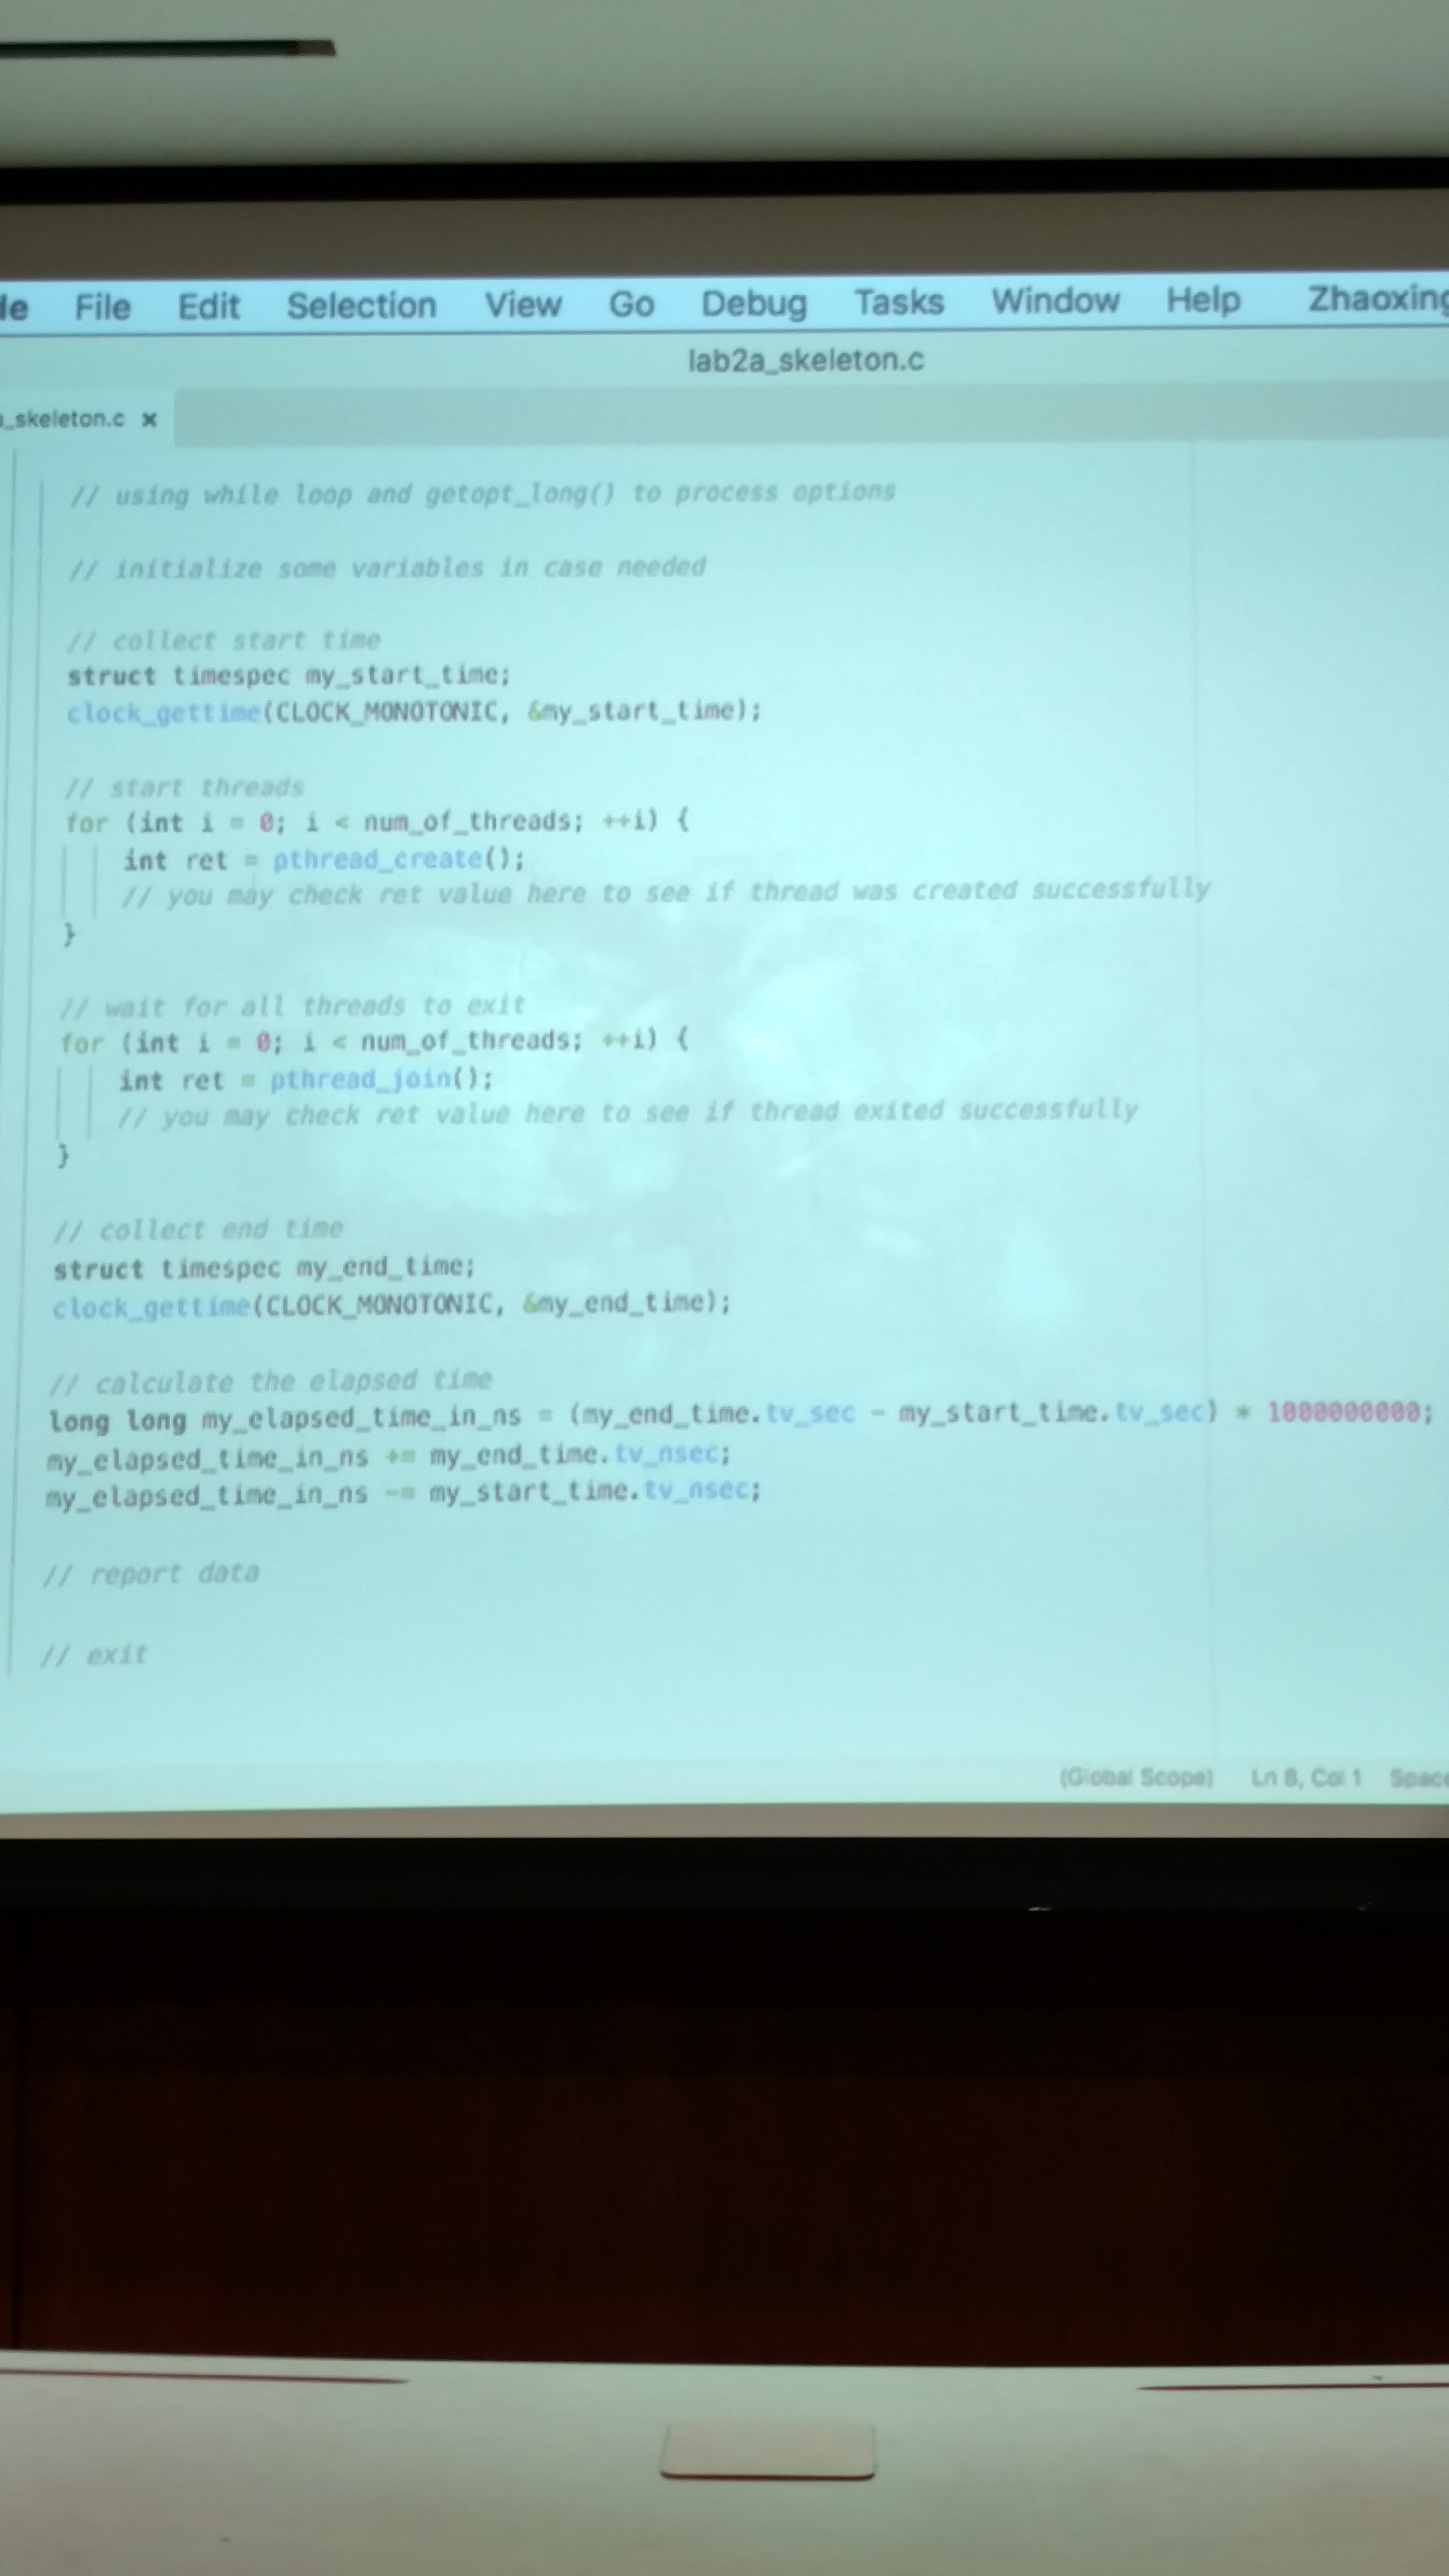 de File Edit Selection View Go Debug Tasks Window Help Zhaoxing
lab2a_skeleton.c
_skeleton.c ×
// using while loop and getopt_long() to process options
// initialize some variables in case needed
// collect start time
struct timespec my_start_time;
clock_gettime(CLOCK_MONOTONIC, &my_start_time);
// start threads
for (int i = 0; i < num_of_threads; ++i) {
int ret = pthread_create();
// you may check ret value here to see if thread was created successfully
}
// wait for all threads to exit
for (int i = 0; i < num_of_threads; ++i) {
int ret = pthread_join();
// you may check ret value here to see if thread exited successfully
}
// collect end time
struct timespec my_end_time;
clock_gettime(CLOCK_MONOTONIC, &my_end_time);
// calculate the elapsed time
long long my_elapsed_time_in_ns = (my_end_time.tv_sec - my_start_time.tv_sec) * 1000000000;
my_elapsed_time_in_ns += my_end_time.tv_nsec;
my_elapsed_time_in_ns -= my_start_time.tv_nsec;
// report data
// exit
(Global Scope) Ln 8, Col 1 Space